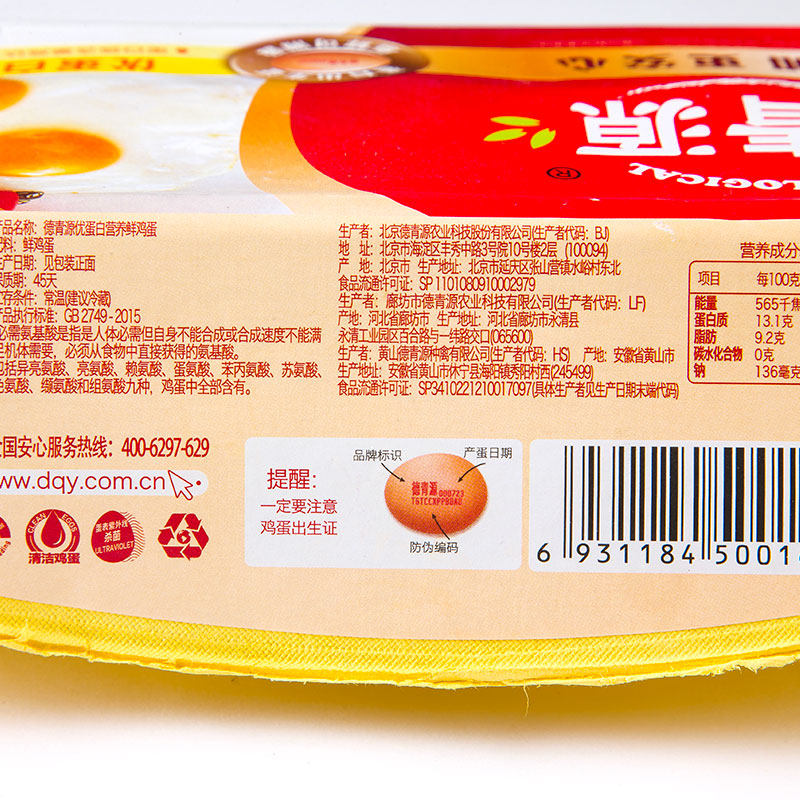 加更安心
优蛋白
青源
LOGICAL
®
产品名称: 德青源优蛋白营养鲜鸡蛋
配料: 鲜鸡蛋
生产日期: 见包装正面
保质期: 45天
贮存条件: 常温(建议冷藏)
产品执行标准: GB 2749 - 2015
必需氨基酸是指是人体必需但自身不能合成或合成速度不能满
足机体需要, 必须从食物中直接获得的氨基酸。
包括异亮氨酸、亮氨酸、赖氨酸、蛋氨酸、苯丙氨酸、苏氨酸、
色氨酸、缬氨酸和组氨酸九种, 鸡蛋中全部含有。
生产者: 北京德青源农业科技股份有限公司(生产者代码: BJ)
地 址: 北京市海淀区丰秀中路3号院10号楼2层 (100094)
产 地: 北京市 生产地址: 北京市延庆区张山营镇水峪村东北
食品流通许可证: SP 1101080910002979
生产者: 廊坊市德青源农业科技有限公司(生产者代码: LF)
产地: 河北省廊坊市 生产地址: 河北省廊坊市永清县
永清工业园区百合路与一纬路交口(065600)
生产者: 黄山德青源种禽有限公司(生产者代码: HS) 产地: 安徽省黄山市
生产地址: 安徽省黄山市休宁县海阳镇秀阳村西(245499)
食品流通许可证: SP3410221210017097(具体生产者见生产日期末端代码)
营养成分
项目 每100克
能量 565千焦
蛋白质 13.1克
脂肪 9.2克
碳水化合物 0克
钠 136毫克
全国安心服务热线: 400-6297-629
www.dqy.com.cn
CLEAN EGGS
清洁鸡蛋
蛋表紫外线
杀菌
ULTRAVIOLET
提醒:
一定要注意
鸡蛋出生证
品牌标识
产蛋日期
德青源 000723
TGTCCXPPBBAB
防伪编码
6 931184 5001